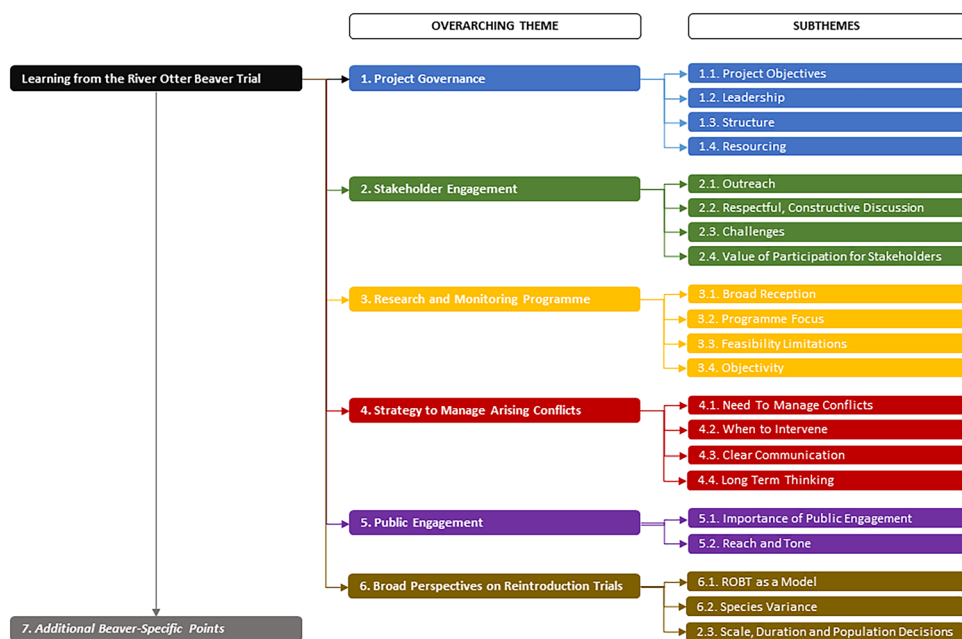 OVERARCHING THEME
SUBTHEMES
Learning from the River Otter Beaver Trial
1. Project Governance
1.1. Project Objectives
1.2. Leadership
1.3. Structure
1.4. Resourcing
2. Stakeholder Engagement
2.1. Outreach
2.2. Respectful, Constructive Discussion
2.3. Challenges
2.4. Value of Participation for Stakeholders
3. Research and Monitoring Programme
3.1. Broad Reception
3.2. Programme Focus
3.3. Feasibility Limitations
3.4. Objectivity
4. Strategy to Manage Arising Conflicts
4.1. Need To Manage Conflicts
4.2. When to Intervene
4.3. Clear Communication
4.4. Long Term Thinking
5. Public Engagement
5.1. Importance of Public Engagement
5.2. Reach and Tone
6. Broad Perspectives on Reintroduction Trials
6.1. ROBT as a Model
6.2. Species Variance
2.3. Scale, Duration and Population Decisions
7. Additional Beaver-Specific Points